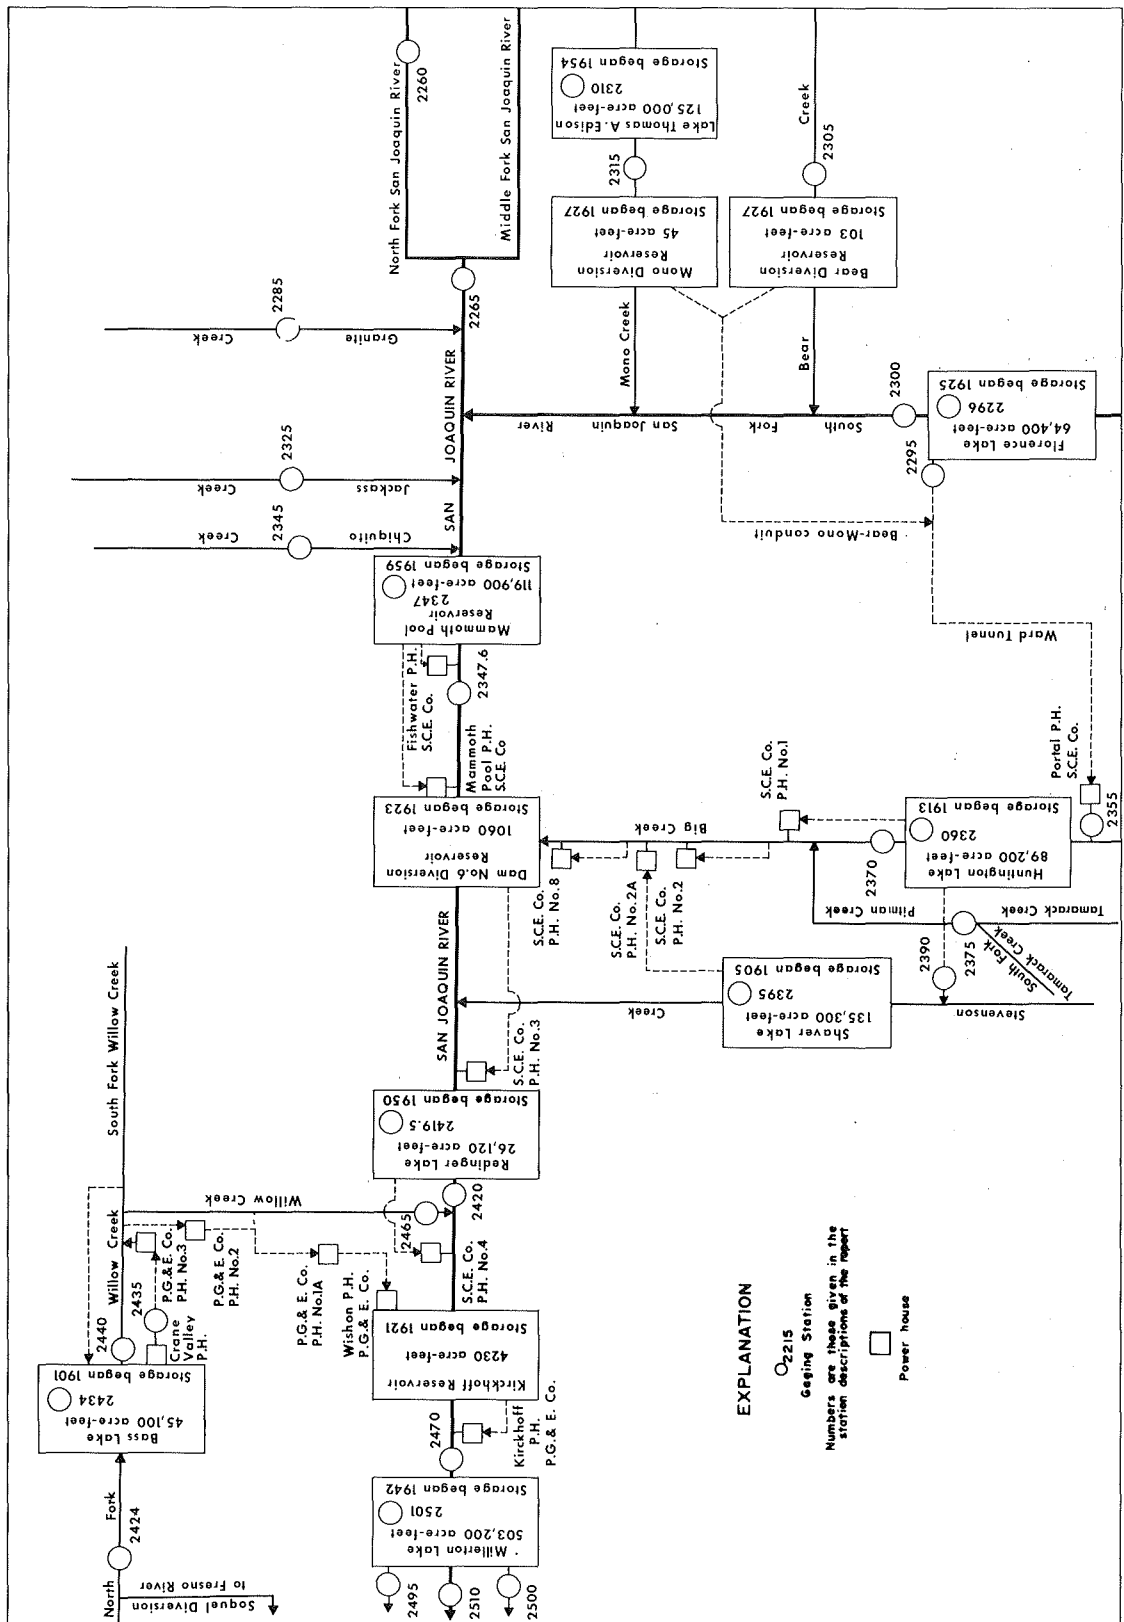 North Fork San Joaquin River
2260
Middle Fork San Joaquin River
2265
Creek
2285
Granite
Lake Thomas A. Edison
125,000 acre-feet
2310
Storage began 1954
2315
Mono Diversion
Reservoir
45 acre-feet
Storage began 1927
Mono Creek
Creek
2305
Bear Diversion
Reservoir
103 acre-feet
Storage began 1927
Bear
Florence Lake
64,400 acre-feet
2296
Storage began 1925
2300
2295
South
Fork
San Joaquin
River
SAN
JOAQUIN RIVER
Creek
2325
Jackass
Creek
2345
Chiquito
Bear-Mono conduit
Ward Tunnel
Portal P.H.
S.C.E. Co.
2355
Mammoth Pool
Reservoir
2347
119,900 acre-feet
Storage began 1959
Fishwater P.H.
S.C.E. Co.
2347.6
Mammoth
Pool P.H.
S.C.E. Co
Dam No.6 Diversion
Reservoir
1060 acre-feet
Storage began 1923
Huntington Lake
89,200 acre-feet
2360
Storage began 1913
2370
S.C.E. Co.
P.H. No.1
Big Creek
S.C.E. Co.
P.H. No.8
S.C.E. Co.
P.H. No.2A
S.C.E. Co.
P.H. No.2
Pitman Creek
Tamarack Creek
South Fork
Tamarack Creek
2375
2390
Stevenson
Creek
Shaver Lake
135,300 acre-feet
2395
Storage began 1905
SAN JOAQUIN RIVER
S.C.E. Co.
P.H. No.3
Redinger Lake
26,120 acre-feet
2419.5
Storage began 1950
2420
South Fork Willow Creek
Willow Creek
Willow Creek
2465
S.C.E. Co.
P.H. No.4
P.G.& E. Co.
P.H. No.3
P.G.& E. Co.
P.H. No.2
P.G.& E. Co.
P.H. No.1A
Wishon P.H.
P.G.& E. Co.
2435
Crane
Valley
P.H.
2440
Bass Lake
45,100 acre-feet
2434
Storage began 1901
Kirckhoff Reservoir
4230 acre-feet
Storage began 1921
Kirckhoff
P.H.
P.G.& E. Co.
2470
Millerton Lake
503,200 acre-feet
2501
Storage began 1942
2495
2510
2500
North
Fork
2424
Soquel Diversion
to Fresno River
EXPLANATION
2215
Gaging Station
Numbers are those given in the
station descriptions of the report
Power house